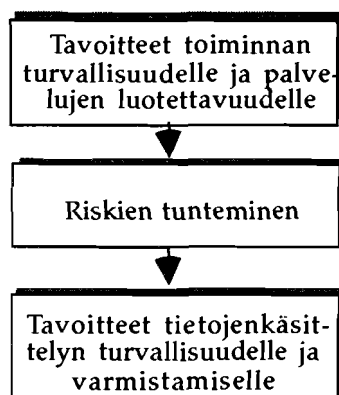 Tavoitteet toiminnan
turvallisuudelle ja palve-
lujen luotettavuudelle
Riskien tunteminen
Tavoitteet tietojenkäsit-
telyn turvallisuudelle ja
varmistamiselle